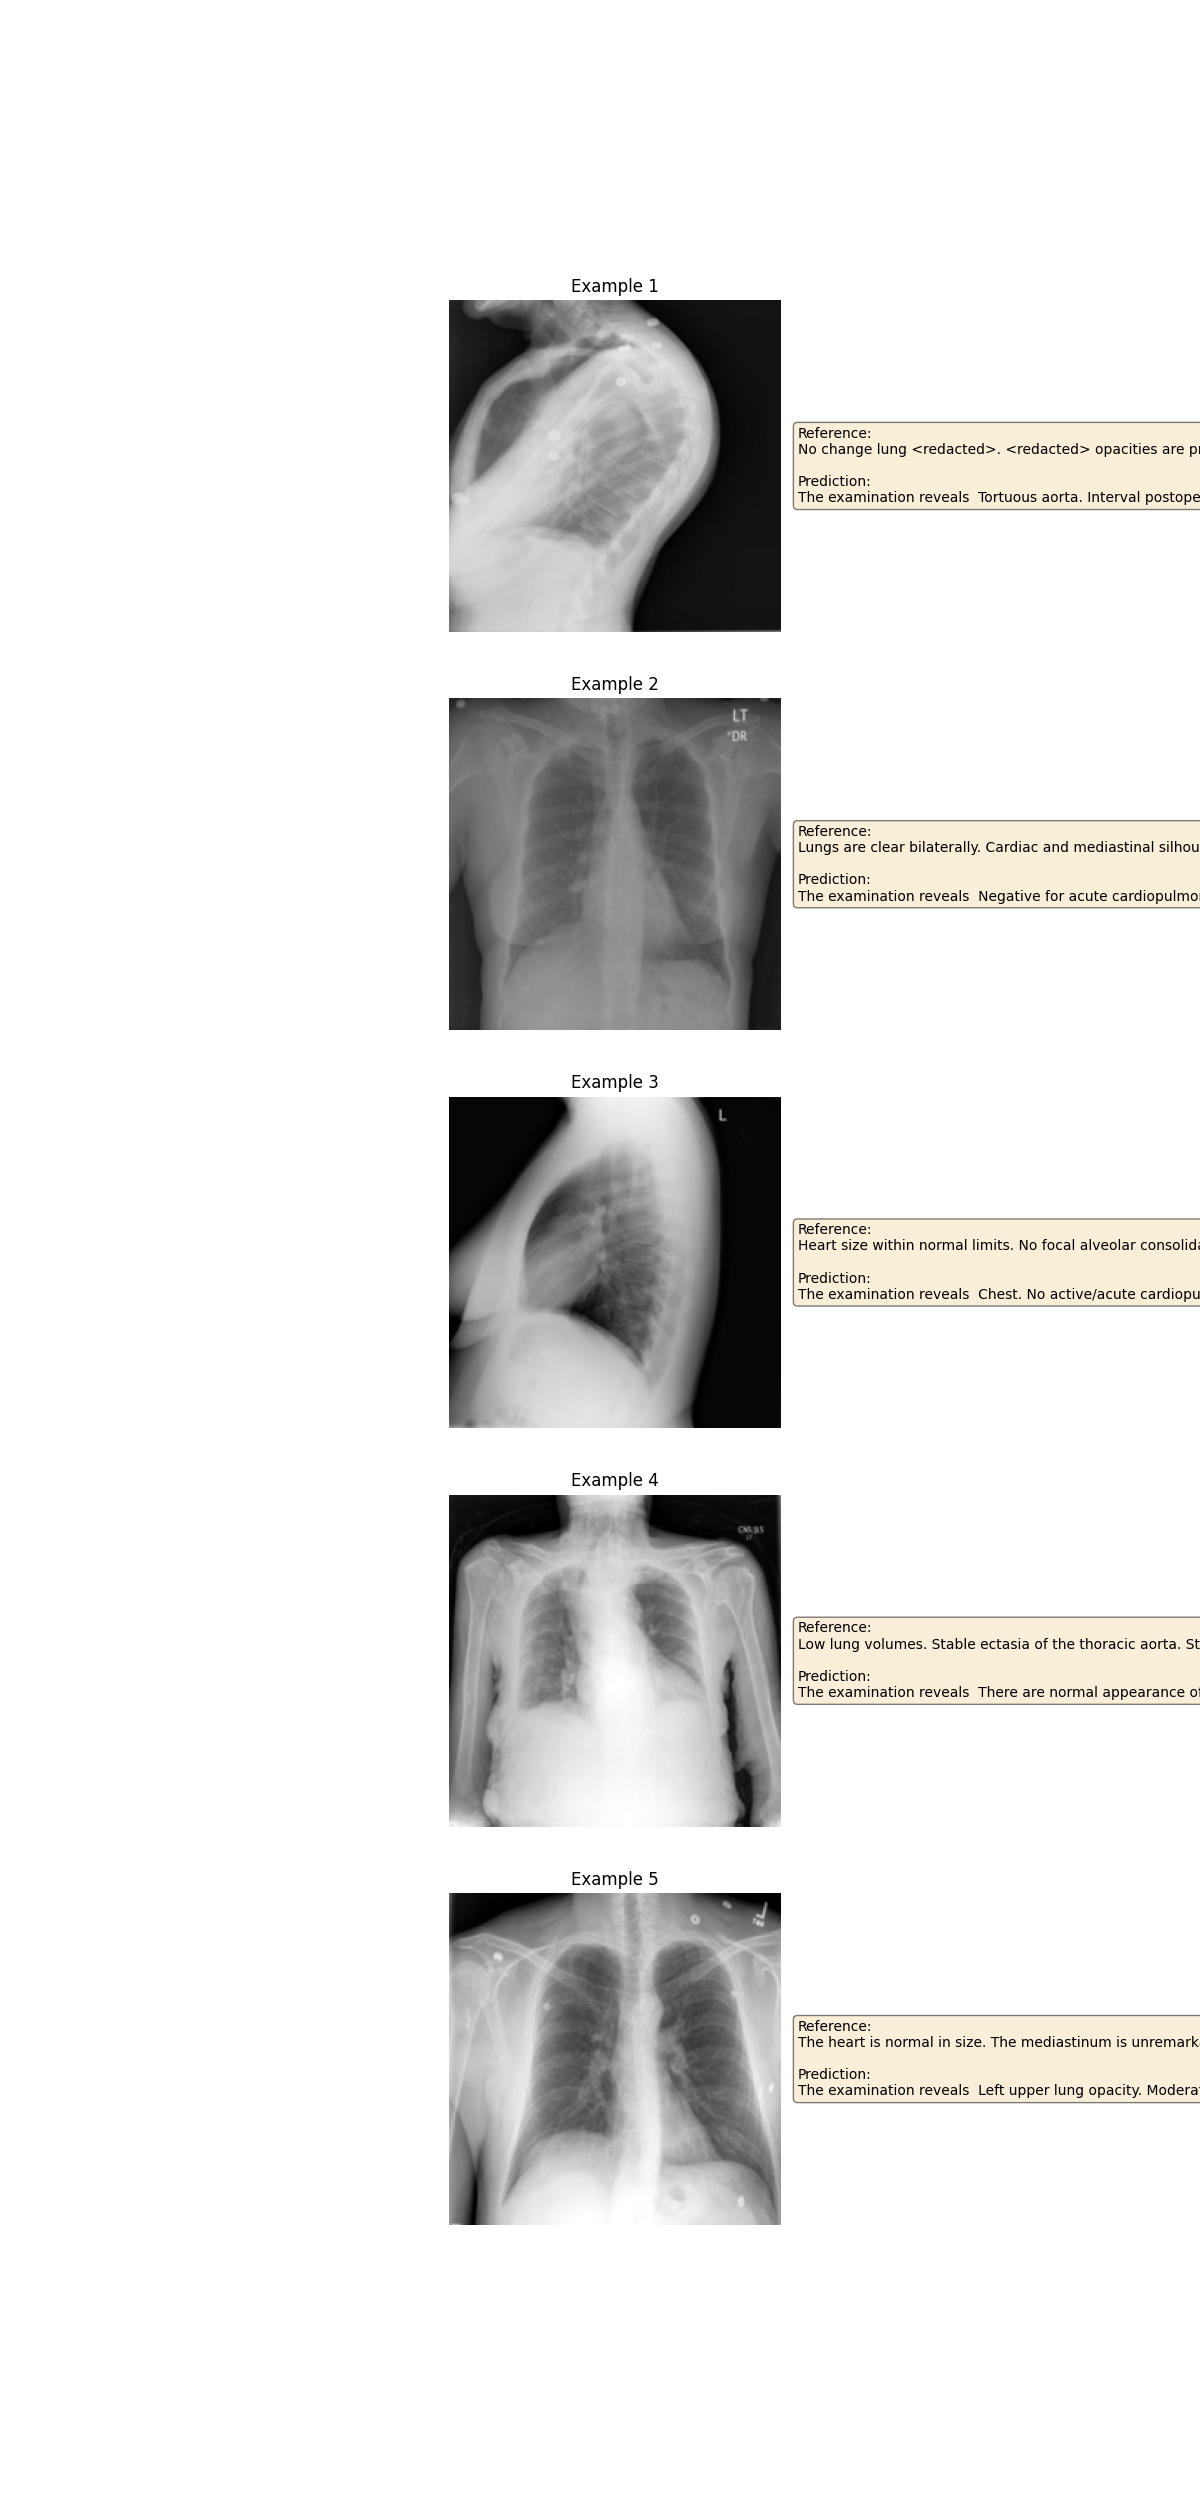 Example 1
Reference:
No change lung <redacted>. <redacted> opacities are pr
Prediction:
The examination reveals  Tortuous aorta. Interval postope
Example 2
LT
*DR
Reference:
Lungs are clear bilaterally. Cardiac and mediastinal silhou
Prediction:
The examination reveals  Negative for acute cardiopulmo
Example 3
L
Reference:
Heart size within normal limits. No focal alveolar consolida
Prediction:
The examination reveals  Chest. No active/acute cardiopu
Example 4
Reference:
Low lung volumes. Stable ectasia of the thoracic aorta. St
Prediction:
The examination reveals  There are normal appearance of
Example 5
L
Reference:
The heart is normal in size. The mediastinum is unremark
Prediction:
The examination reveals  Left upper lung opacity. Modera